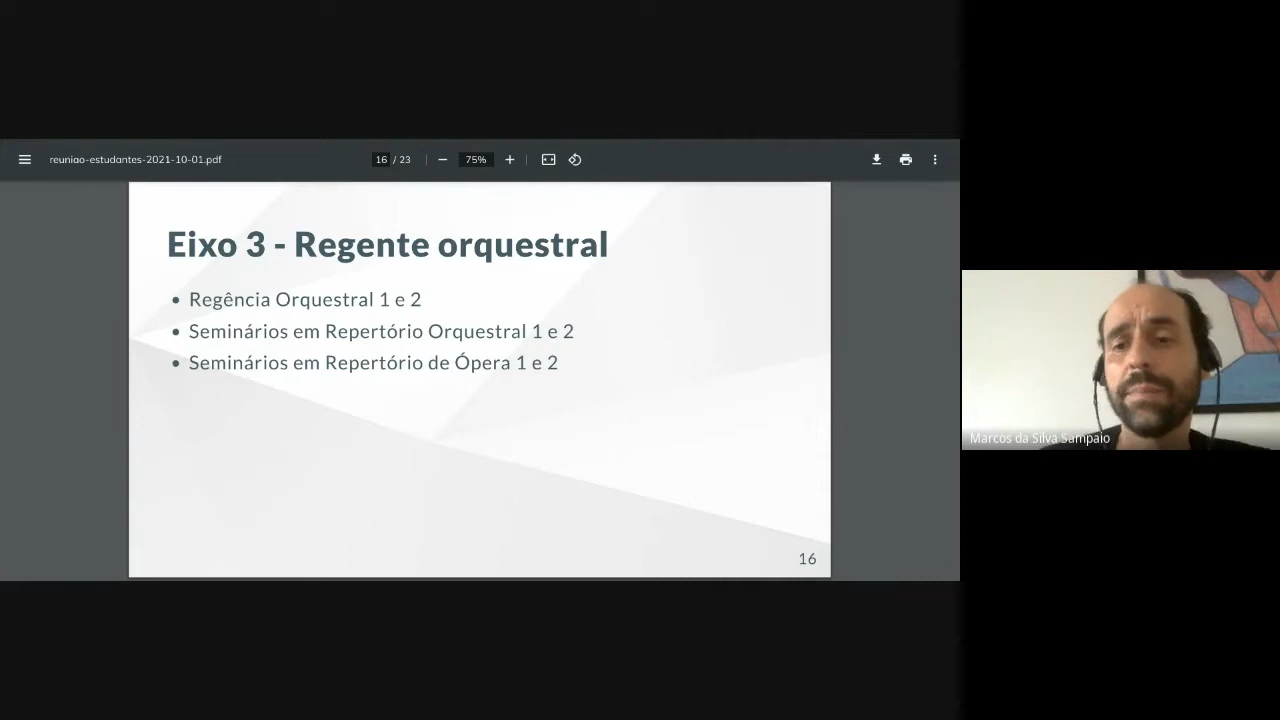 reuniao-estudantes-2021-10-01.pdf
16 / 23
75%
Eixo 3 - Regente orquestral
• Regência Orquestral 1 e 2
• Seminários em Repertório Orquestral 1 e 2
• Seminários em Repertório de Ópera 1 e 2
16
Marcos da Silva Sampaio